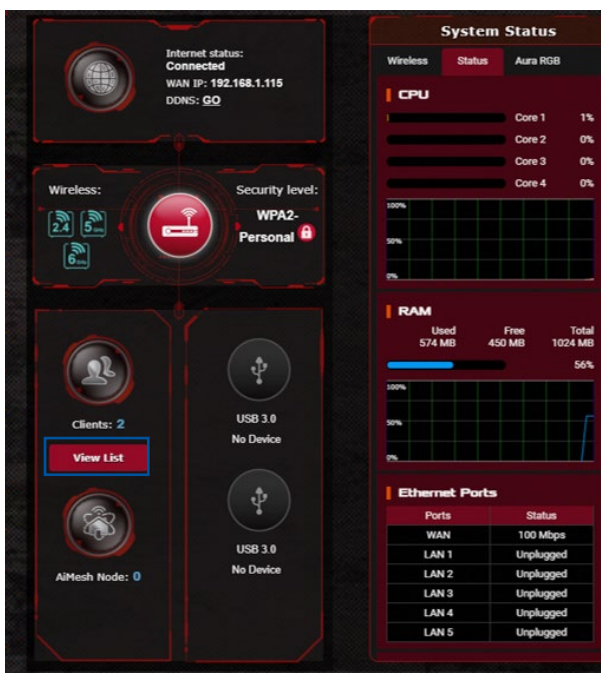 Internet status:
Connected
WAN IP: 192.168.1.115
DDNS: GO
Wireless:
2.4
5 GHz
6 GHz
Security level:
WPA2-
Personal
Clients: 2
View List
AiMesh Node: 0
USB 3.0
No Device
USB 3.0
No Device
System Status
Wireless Status Aura RGB
CPU
Core 1 1%
Core 2 0%
Core 3 0%
Core 4 0%
100%
50%
0%
RAM
Used Free Total
574 MB 450 MB 1024 MB
56%
100%
50%
0%
Ethernet Ports
Ports Status
WAN 100 Mbps
LAN 1 Unplugged
LAN 2 Unplugged
LAN 3 Unplugged
LAN 4 Unplugged
LAN 5 Unplugged